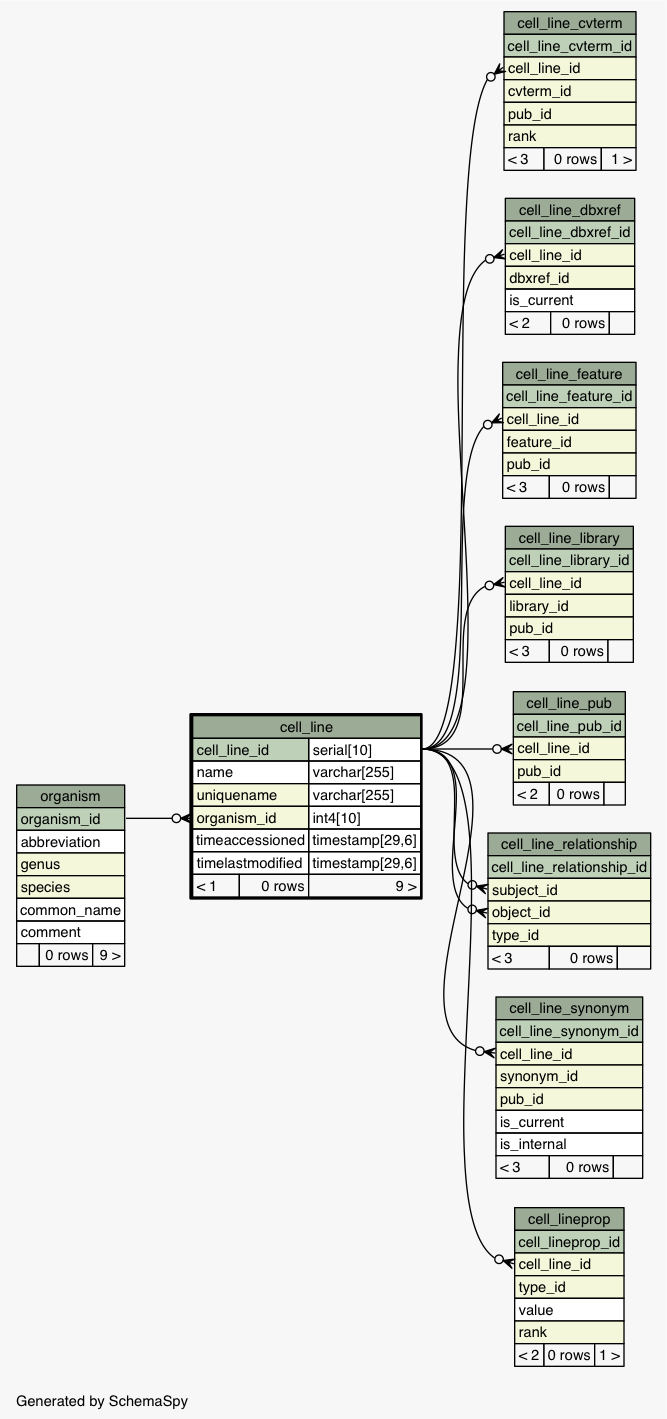 cell_line_cvterm
cell_line_cvterm_id
cell_line_id
cvterm_id
pub_id
rank
< 3 0 rows 1 >
cell_line_dbxref
cell_line_dbxref_id
cell_line_id
dbxref_id
is_current
< 2 0 rows
cell_line_feature
cell_line_feature_id
cell_line_id
feature_id
pub_id
< 3 0 rows
cell_line_library
cell_line_library_id
cell_line_id
library_id
pub_id
< 3 0 rows
cell_line_pub
cell_line_pub_id
cell_line_id
pub_id
< 2 0 rows
cell_line
cell_line_id serial[10]
name varchar[255]
uniquename varchar[255]
organism_id int4[10]
timeaccessioned timestamp[29,6]
timelastmodified timestamp[29,6]
< 1 0 rows 9 >
organism
organism_id
abbreviation
genus
species
common_name
comment
0 rows 9 >
cell_line_relationship
cell_line_relationship_id
subject_id
object_id
type_id
< 3 0 rows
cell_line_synonym
cell_line_synonym_id
cell_line_id
synonym_id
pub_id
is_current
is_internal
< 3 0 rows
cell_lineprop
cell_lineprop_id
cell_line_id
type_id
value
rank
< 2 0 rows 1 >
Generated by SchemaSpy